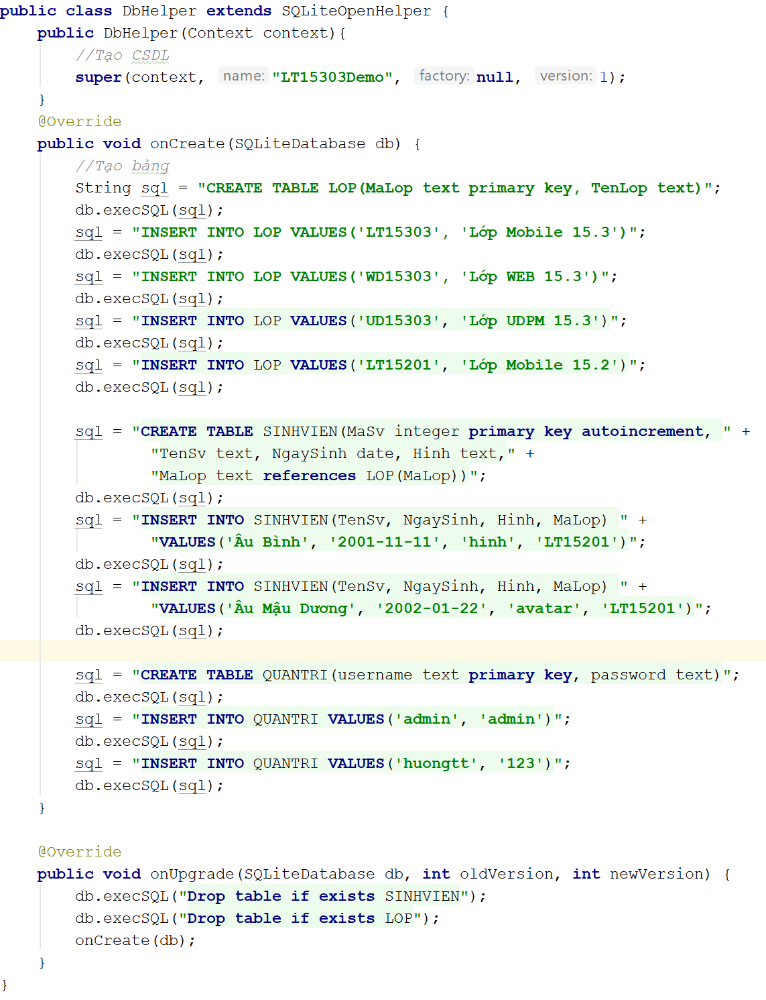 public class DbHelper extends SQLiteOpenHelper {
public DbHelper(Context context){
//Tạo CSDL
super(context, name: "LT15303Demo", factory: null, version: 1);
}
@Override
public void onCreate(SQLiteDatabase db) {
//Tạo bảng
String sql = "CREATE TABLE LOP(MaLop text primary key, TenLop text)";
db.execSQL(sql);
sql = "INSERT INTO LOP VALUES('LT15303', 'Lớp Mobile 15.3')";
db.execSQL(sql);
sql = "INSERT INTO LOP VALUES('WD15303', 'Lớp WEB 15.3')";
db.execSQL(sql);
sql = "INSERT INTO LOP VALUES('UD15303', 'Lớp UDPM 15.3')";
db.execSQL(sql);
sql = "INSERT INTO LOP VALUES('LT15201', 'Lớp Mobile 15.2')";
db.execSQL(sql);
sql = "CREATE TABLE SINHVIEN(MaSv integer primary key autoincrement, " +
"TenSv text, NgaySinh date, Hinh text," +
"MaLop text references LOP(MaLop))";
db.execSQL(sql);
sql = "INSERT INTO SINHVIEN(TenSv, NgaySinh, Hinh, MaLop) " +
"VALUES('Âu Bình', '2001-11-11', 'hinh', 'LT15201')";
db.execSQL(sql);
sql = "INSERT INTO SINHVIEN(TenSv, NgaySinh, Hinh, MaLop) " +
"VALUES('Âu Mậu Dương', '2002-01-22', 'avatar', 'LT15201')";
db.execSQL(sql);
sql = "CREATE TABLE QUANTRI(username text primary key, password text)";
db.execSQL(sql);
sql = "INSERT INTO QUANTRI VALUES('admin', 'admin')";
db.execSQL(sql);
sql = "INSERT INTO QUANTRI VALUES('huongtt', '123')";
db.execSQL(sql);
}
@Override
public void onUpgrade(SQLiteDatabase db, int oldVersion, int newVersion) {
db.execSQL("Drop table if exists SINHVIEN");
db.execSQL("Drop table if exists LOP");
onCreate(db);
}
}